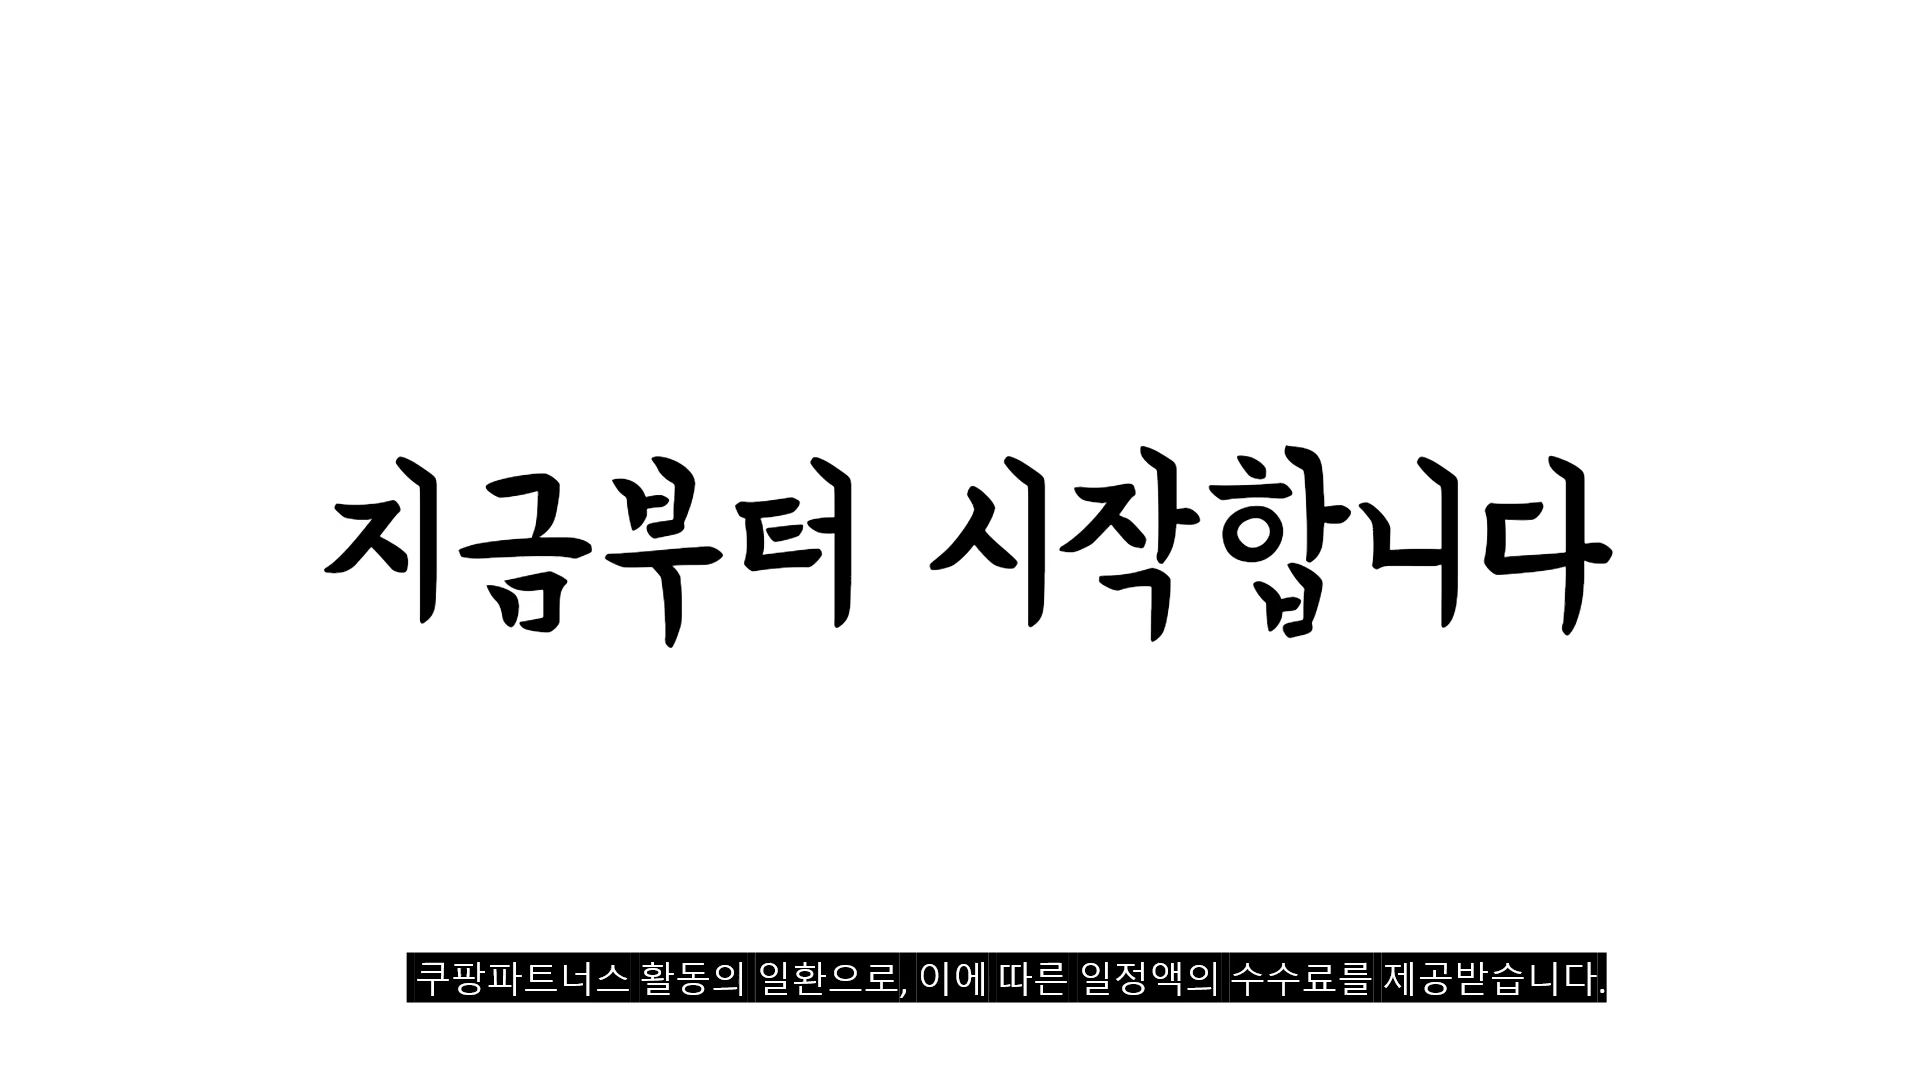 지금부터 시작합니다
쿠팡파트너스 활동의 일환으로, 이에 따른 일정액의 수수료를 제공받습니다.